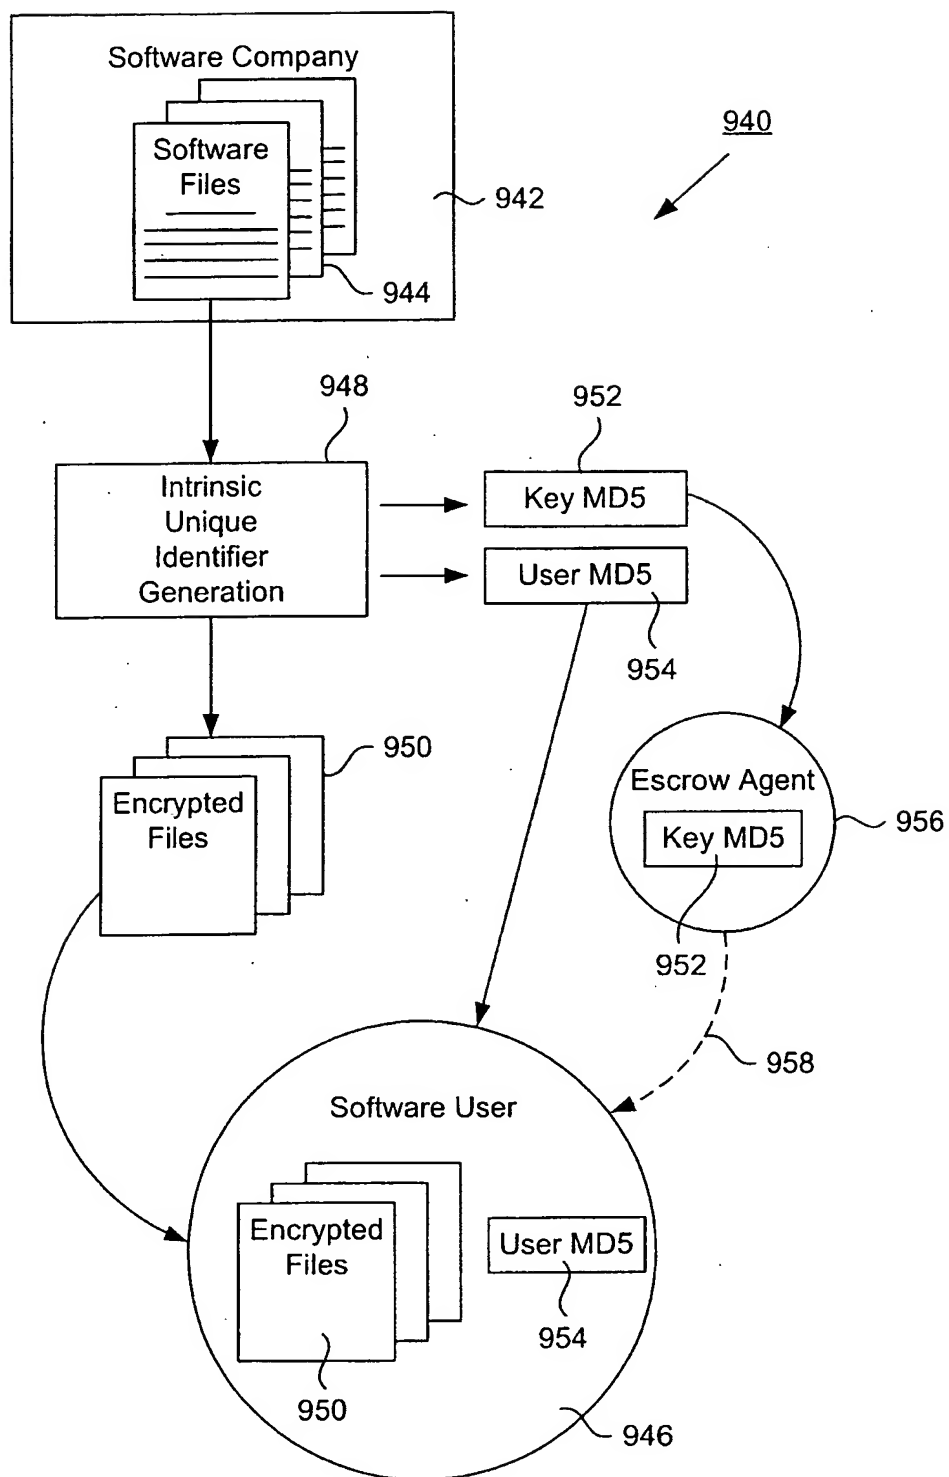 Software Company
940
Software
Files
942
944
948
952
Intrinsic
Unique
Identifier
Generation
Key MD5
User MD5
954
950
Encrypted
Files
Escrow Agent
956
Key MD5
952
958
Software User
Encrypted
Files
User MD5
954
950
946